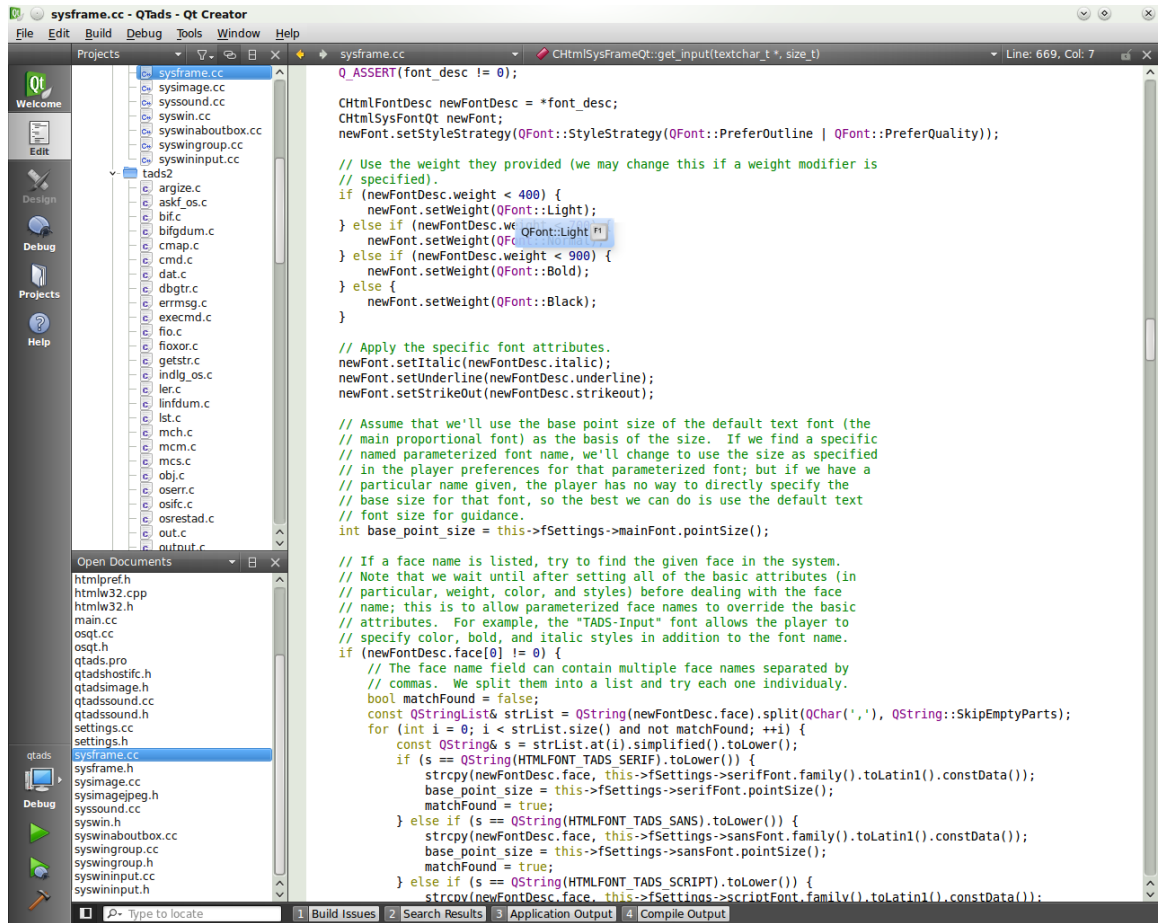 sysframe.cc - QTads - Qt Creator
File Edit Build Debug Tools Window Help
Projects
sysframe.cc
CHtmlSysFrameQt::get_input(textchar_t *, size_t)
Line: 669, Col: 7
Welcome
Edit
Design
Debug
Projects
Help
qtads
Debug
sysframe.cc
sysimage.cc
syssound.cc
syswin.cc
syswinaboutbox.cc
syswingroup.cc
syswininput.cc
tads2
argize.c
askf_os.c
bif.c
bifgdum.c
cmap.c
cmd.c
dat.c
dbgtr.c
errmsg.c
execmd.c
fio.c
fioxor.c
getstr.c
indlg_os.c
ler.c
linfdum.c
lst.c
mch.c
mcm.c
mcs.c
obj.c
oserr.c
osifc.c
osrestad.c
out.c
output.c
Open Documents
htmlpref.h
htmlw32.cpp
htmlw32.h
main.cc
osqt.cc
osqt.h
qtads.pro
qtadshostifc.h
qtadsimage.h
qtadssound.cc
qtadssound.h
settings.cc
settings.h
sysframe.cc
sysframe.h
sysimage.cc
sysimagejpeg.h
syssound.cc
syswin.h
syswinaboutbox.cc
syswingroup.cc
syswingroup.h
syswininput.cc
syswininput.h
Q_ASSERT(font_desc != 0);
CHtmlFontDesc newFontDesc = *font_desc;
CHtmlSysFontQt newFont;
newFont.setStyleStrategy(QFont::StyleStrategy(QFont::PreferOutline | QFont::PreferQuality));
// Use the weight they provided (we may change this if a weight modifier is
// specified).
if (newFontDesc.weight < 400) {
newFont.setWeight(QFont::Light);
} else if (newFontDesc.we
QFont::Light F1
newFont.setWeight(QF
} else if (newFontDesc.weight < 900) {
newFont.setWeight(QFont::Bold);
} else {
newFont.setWeight(QFont::Black);
}
// Apply the specific font attributes.
newFont.setItalic(newFontDesc.italic);
newFont.setUnderline(newFontDesc.underline);
newFont.setStrikeOut(newFontDesc.strikeout);
// Assume that we'll use the base point size of the default text font (the
// main proportional font) as the basis of the size.  If we find a specific
// named parameterized font name, we'll change to use the size as specified
// in the player preferences for that parameterized font; but if we have a
// particular name given, the player has no way to directly specify the
// base size for that font, so the best we can do is use the default text
// font size for guidance.
int base_point_size = this->fSettings->mainFont.pointSize();
// If a face name is listed, try to find the given face in the system.
// Note that we wait until after setting all of the basic attributes (in
// particular, weight, color, and styles) before dealing with the face
// name; this is to allow parameterized face names to override the basic
// attributes.  For example, the "TADS-Input" font allows the player to
// specify color, bold, and italic styles in addition to the font name.
if (newFontDesc.face[0] != 0) {
// The face name field can contain multiple face names separated by
// commas.  We split them into a list and try each one individualy.
bool matchFound = false;
const QStringList& strList = QString(newFontDesc.face).split(QChar(','), QString::SkipEmptyParts);
for (int i = 0; i < strList.size() and not matchFound; ++i) {
const QString& s = strList.at(i).simplified().toLower();
if (s == QString(HTMLFONT_TADS_SERIF).toLower()) {
strcpy(newFontDesc.face, this->fSettings->serifFont.family().toLatin1().constData());
base_point_size = this->fSettings->serifFont.pointSize();
matchFound = true;
} else if (s == QString(HTMLFONT_TADS_SANS).toLower()) {
strcpy(newFontDesc.face, this->fSettings->sansFont.family().toLatin1().constData());
base_point_size = this->fSettings->sansFont.pointSize();
matchFound = true;
} else if (s == QString(HTMLFONT_TADS_SCRIPT).toLower()) {
strcpy(newFontDesc.face, this->fSettings->scriptFont.family().toLatin1().constData());
Type to locate
1 Build Issues 2 Search Results 3 Application Output 4 Compile Output